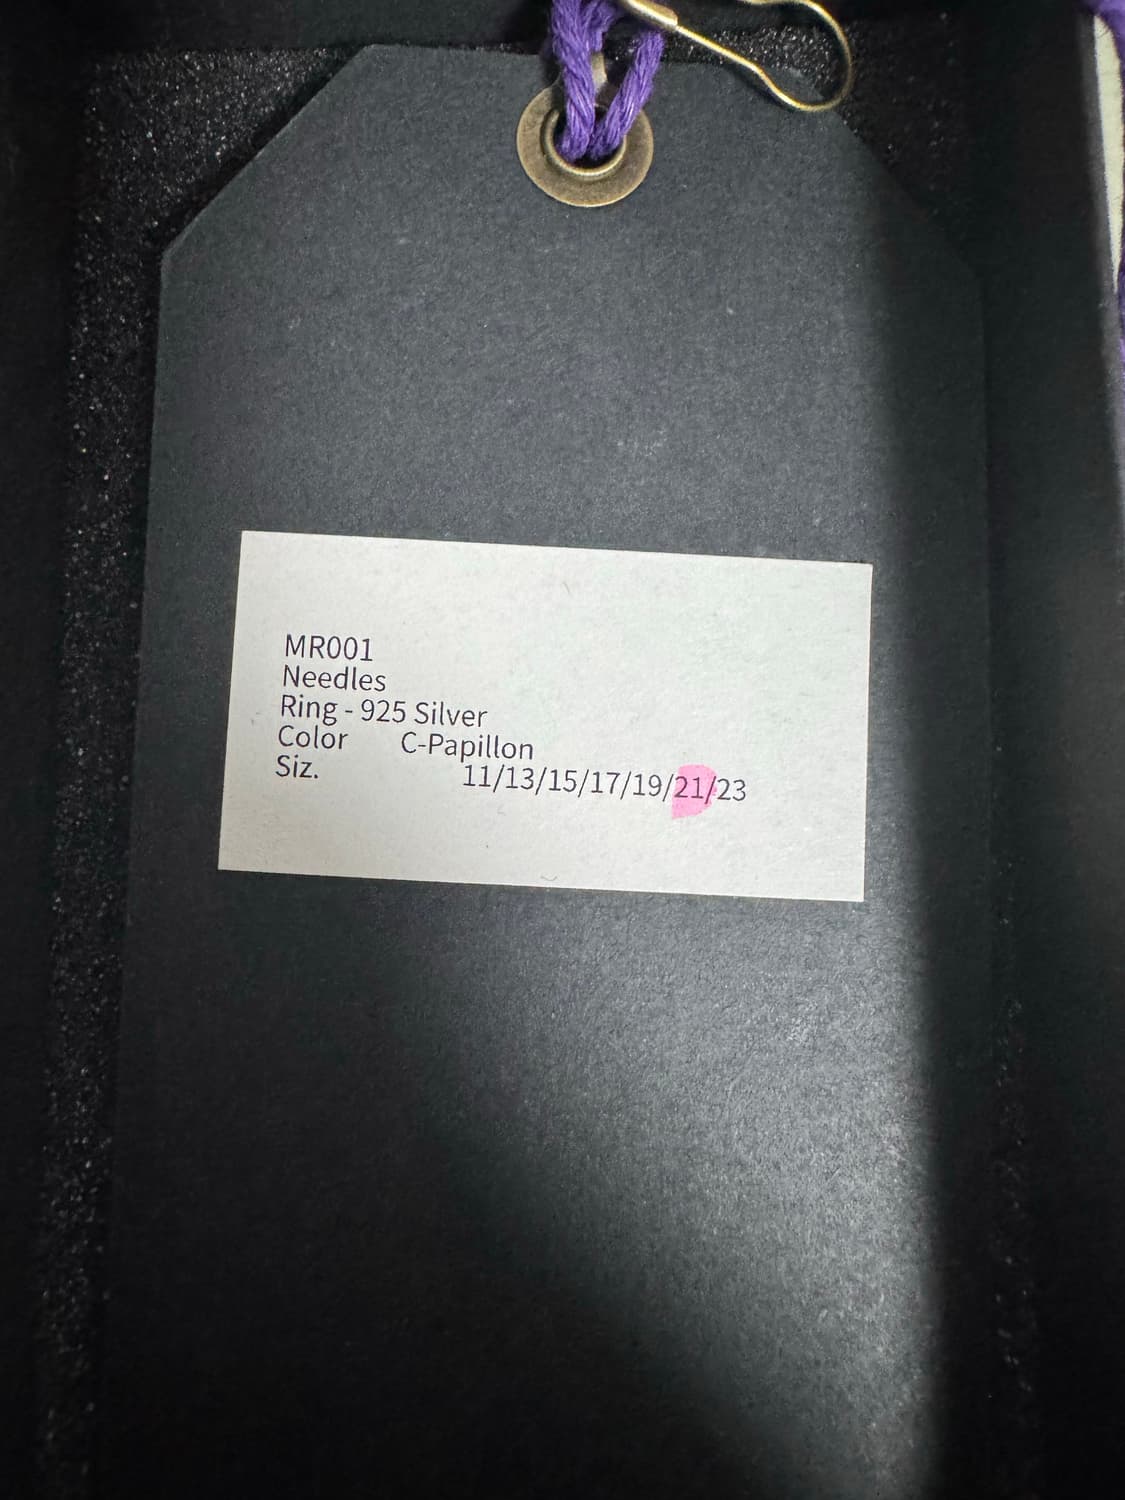 MR001
Needles
Ring - 925 Silver
Color C-Papillon
Siz. 11/13/15/17/19/21/23